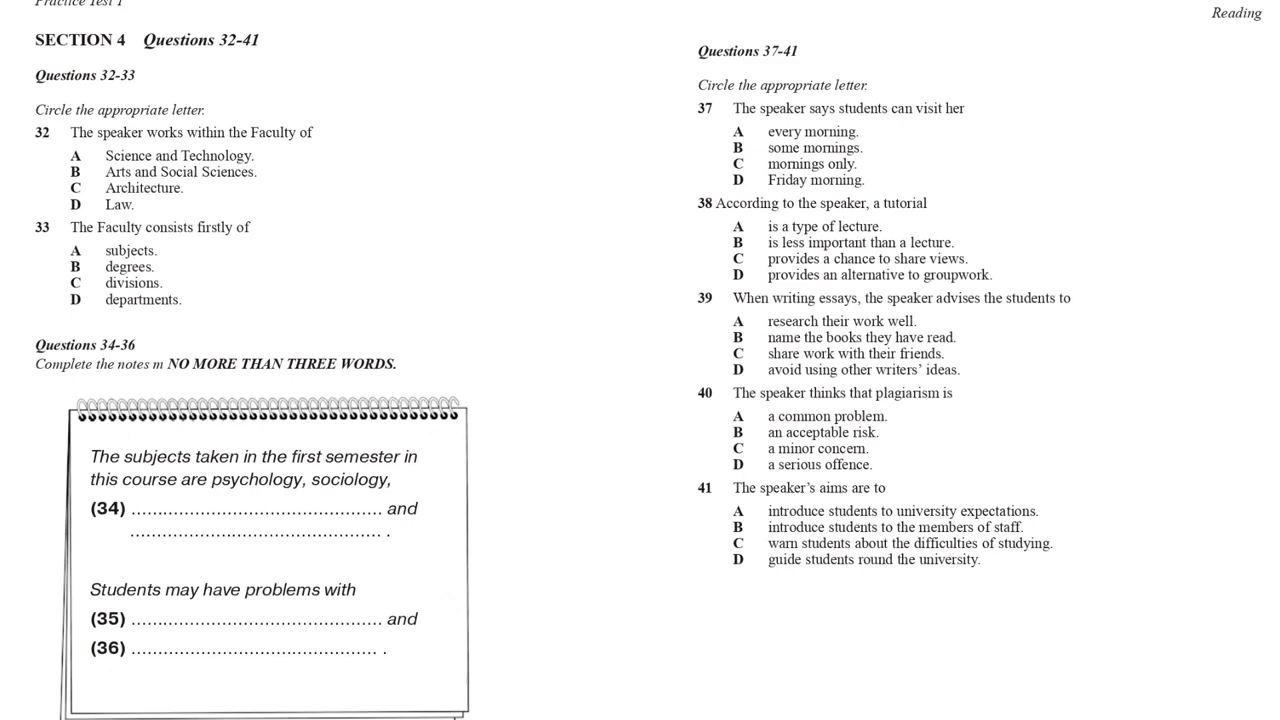 Practice Test 1
SECTION 4 Questions 32-41
Questions 32-33
Circle the appropriate letter.
32 The speaker works within the Faculty of
A Science and Technology.
B Arts and Social Sciences.
C Architecture.
D Law.
33 The Faculty consists firstly of
A subjects.
B degrees.
C divisions.
D departments.
Questions 34-36
Complete the notes m NO MORE THAN THREE WORDS.
The subjects taken in the first semester in
this course are psychology, sociology,
(34) ............................................... and
............................................... .
Students may have problems with
(35) ............................................... and
(36) .............................................. .
Reading
Questions 37-41
Circle the appropriate letter.
37 The speaker says students can visit her
A every morning.
B some mornings.
C mornings only.
D Friday morning.
38 According to the speaker, a tutorial
A is a type of lecture.
B is less important than a lecture.
C provides a chance to share views.
D provides an alternative to groupwork.
39 When writing essays, the speaker advises the students to
A research their work well.
B name the books they have read.
C share work with their friends.
D avoid using other writers’ ideas.
40 The speaker thinks that plagiarism is
A a common problem.
B an acceptable risk.
C a minor concern.
D a serious offence.
41 The speaker’s aims are to
A introduce students to university expectations.
B introduce students to the members of staff.
C warn students about the difficulties of studying.
D guide students round the university.